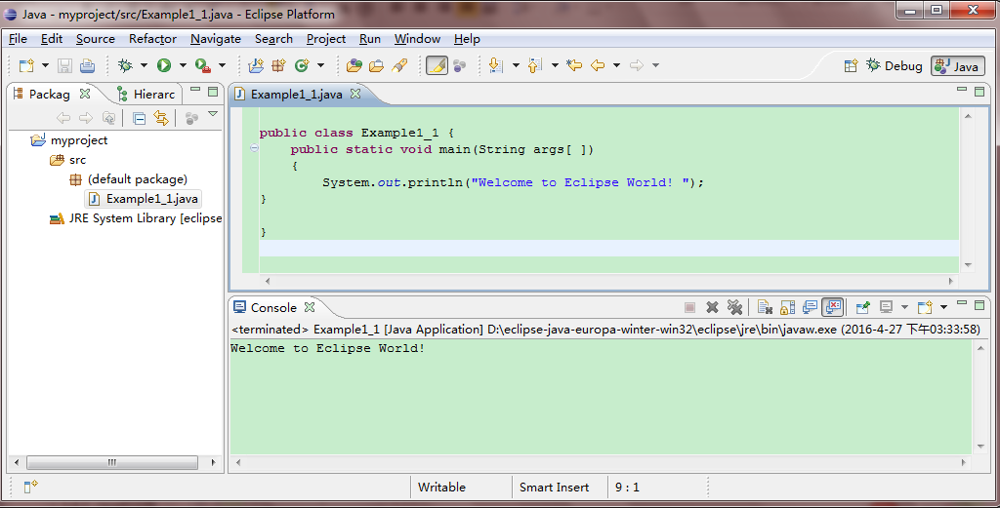 Java - myproject/src/Example1_1.java - Eclipse Platform
File Edit Source Refactor Navigate Search Project Run Window Help
Debug Java
Packag Hierarc
myproject
src
(default package)
Example1_1.java
JRE System Library [eclipse
Example1_1.java
public class Example1_1 {
public static void main(String args[ ])
{
System.out.println("Welcome to Eclipse World! ");
}
}
Console
<terminated> Example1_1 [Java Application] D:\eclipse-java-europa-winter-win32\eclipse\jre\bin\javaw.exe (2016-4-27 下午03:33:58)
Welcome to Eclipse World!
Writable Smart Insert 9 : 1